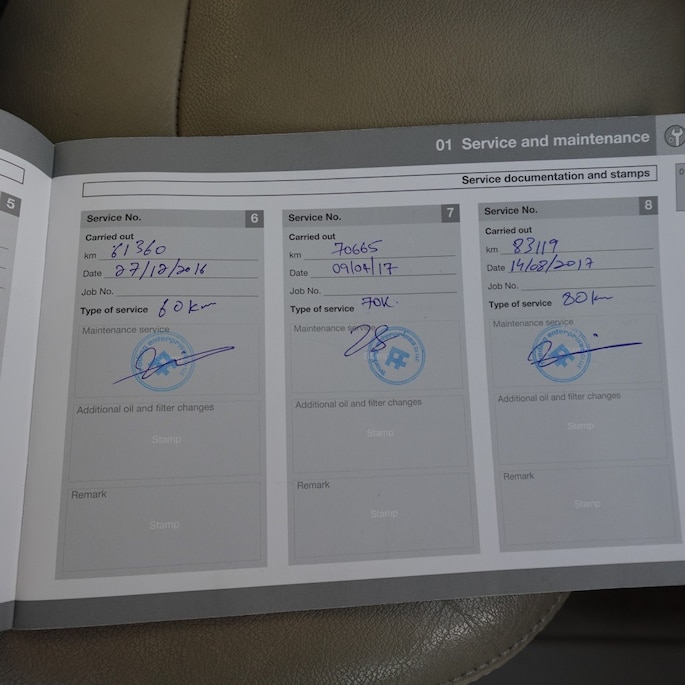 01 Service and maintenance
Service documentation and stamps
5
Service No. 6
Carried out
km 61360
Date 27/12/2016
Job No.
Type of service 60 km
Maintenance service
Additional oil and filter changes
Stamp
Remark
Stamp
Service No. 7
Carried out
km 70665
Date 09/04/17
Job No.
Type of service 70K.
Maintenance service
Additional oil and filter changes
Stamp
Remark
Stamp
Service No. 8
Carried out
km 83119
Date 14/08/2017
Job No.
Type of service 80 km
Maintenance service
Additional oil and filter changes
Stamp
Remark
Stamp